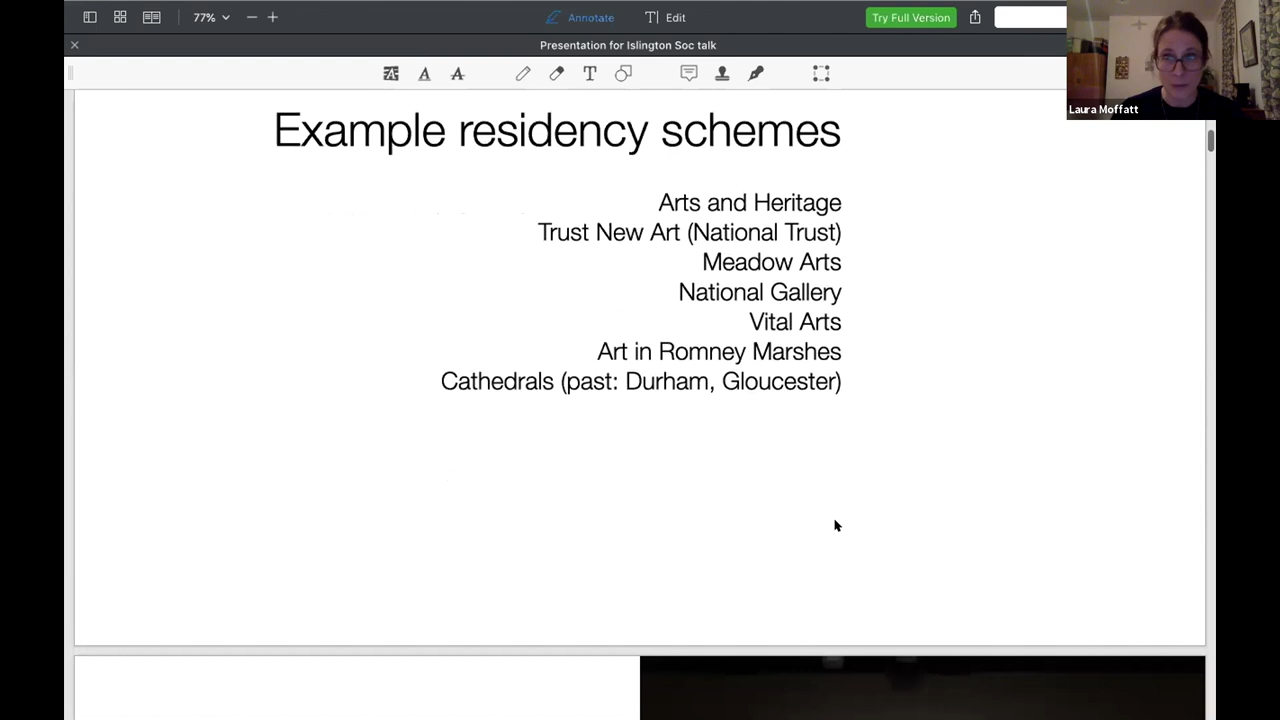 77%
Annotate
Edit
Try Full Version
Presentation for Islington Soc talk
Laura Moffatt
Example residency schemes
Arts and Heritage
Trust New Art (National Trust)
Meadow Arts
National Gallery
Vital Arts
Art in Romney Marshes
Cathedrals (past: Durham, Gloucester)